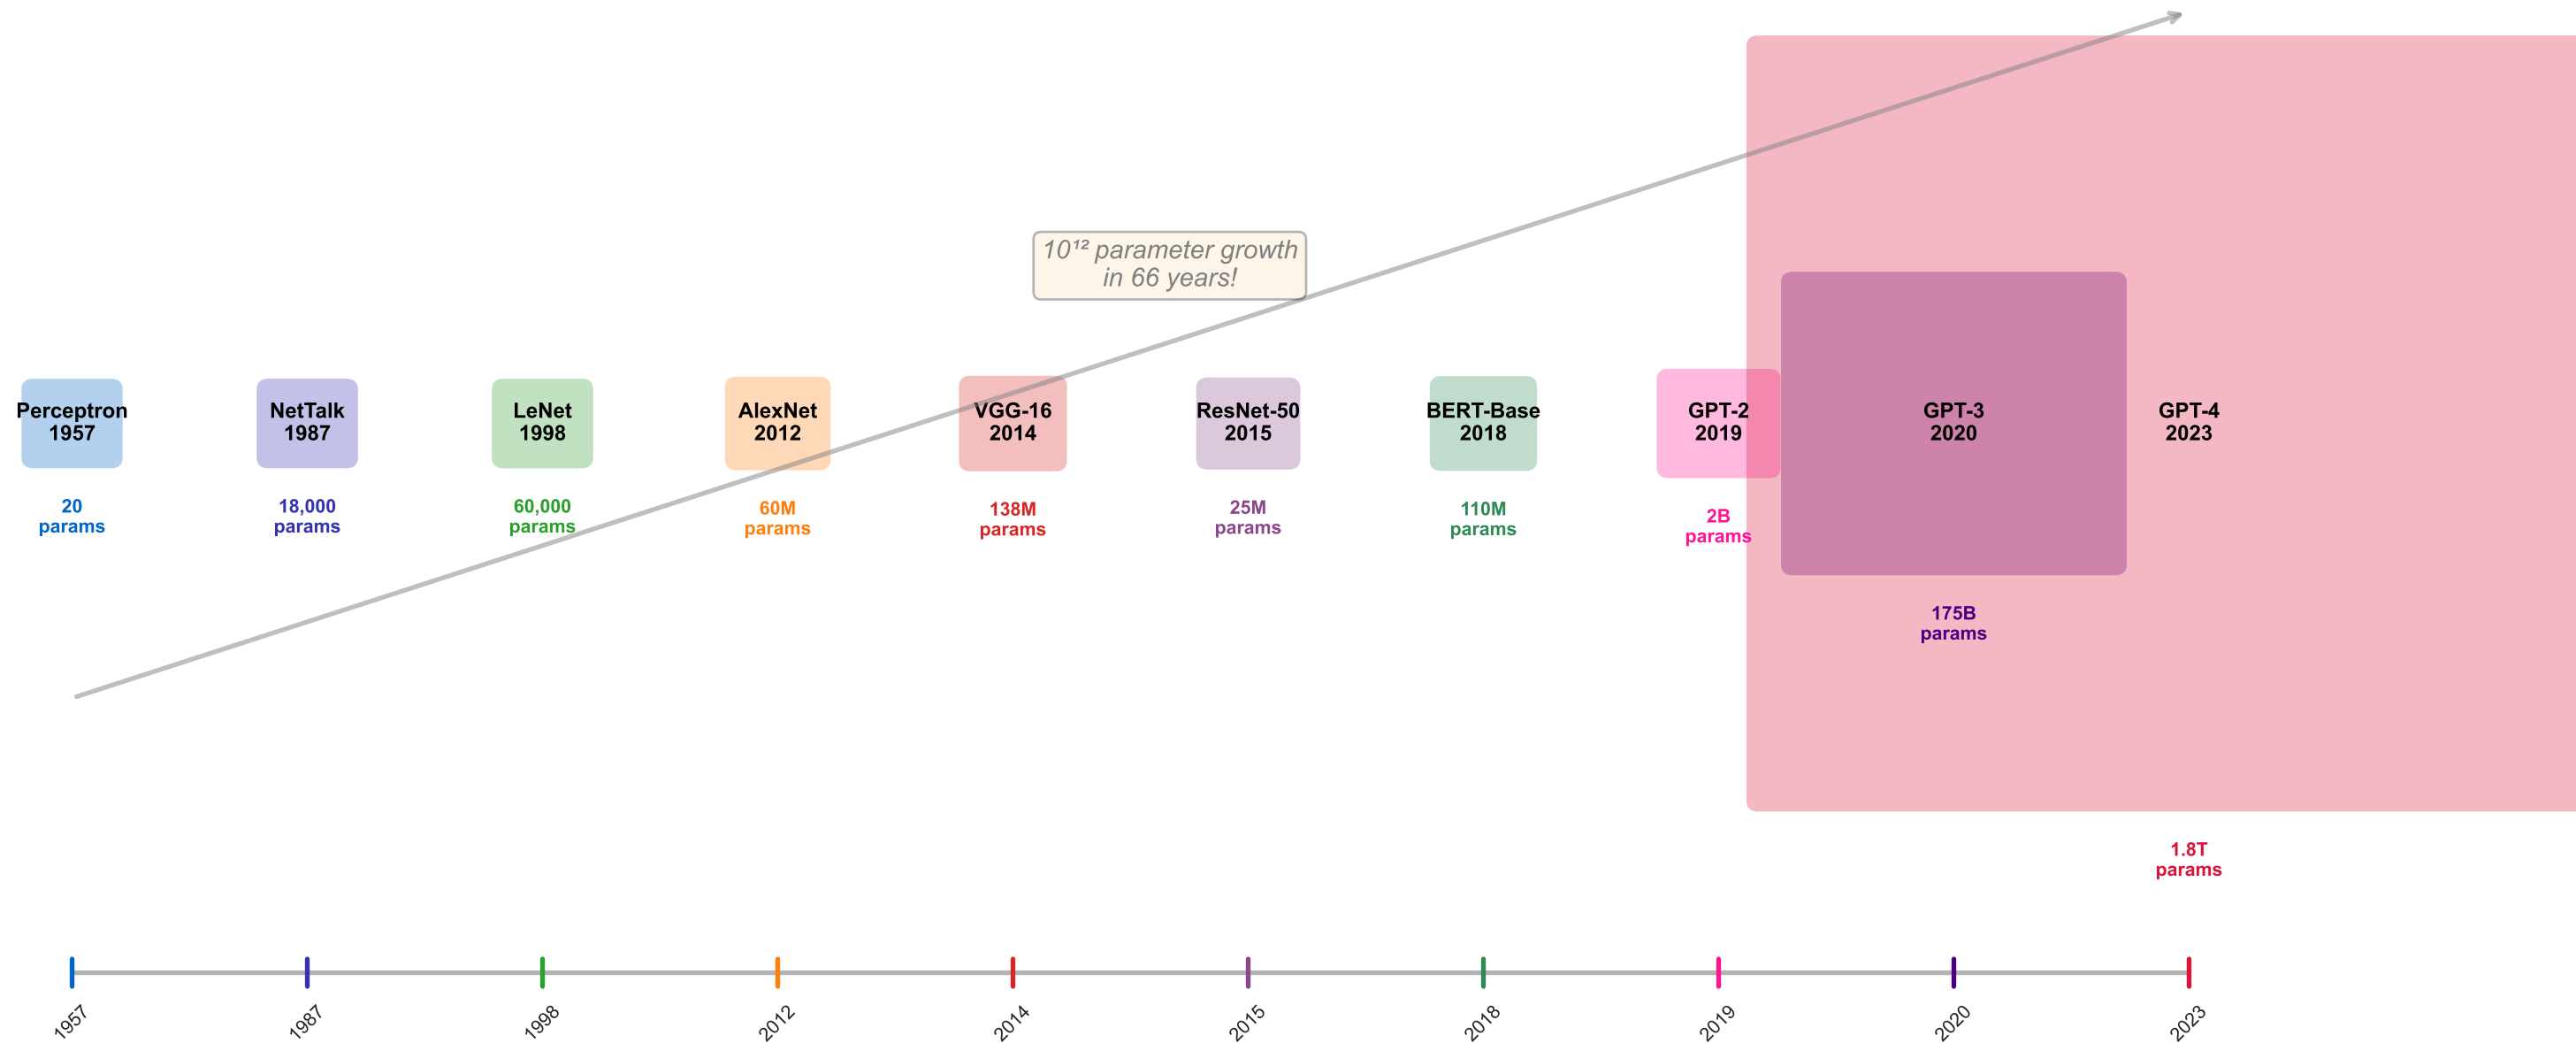 10¹² parameter growth
in 66 years!
Perceptron
1957
20
params
NetTalk
1987
18,000
params
LeNet
1998
60,000
params
AlexNet
2012
60M
params
VGG-16
2014
138M
params
ResNet-50
2015
25M
params
BERT-Base
2018
110M
params
GPT-2
2019
2B
params
GPT-3
2020
175B
params
GPT-4
2023
1.8T
params
1957
1987
1998
2012
2014
2015
2018
2019
2020
2023